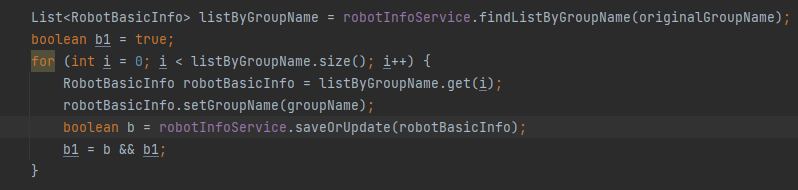 List<RobotBasicInfo> listByGroupName = robotInfoService.findListByGroupName(originalGroupName);
boolean b1 = true;
for (int i = 0; i < listByGroupName.size(); i++) {
RobotBasicInfo robotBasicInfo = listByGroupName.get(i);
robotBasicInfo.setGroupName(groupName);
boolean b = robotInfoService.saveOrUpdate(robotBasicInfo);
b1 = b && b1;
}